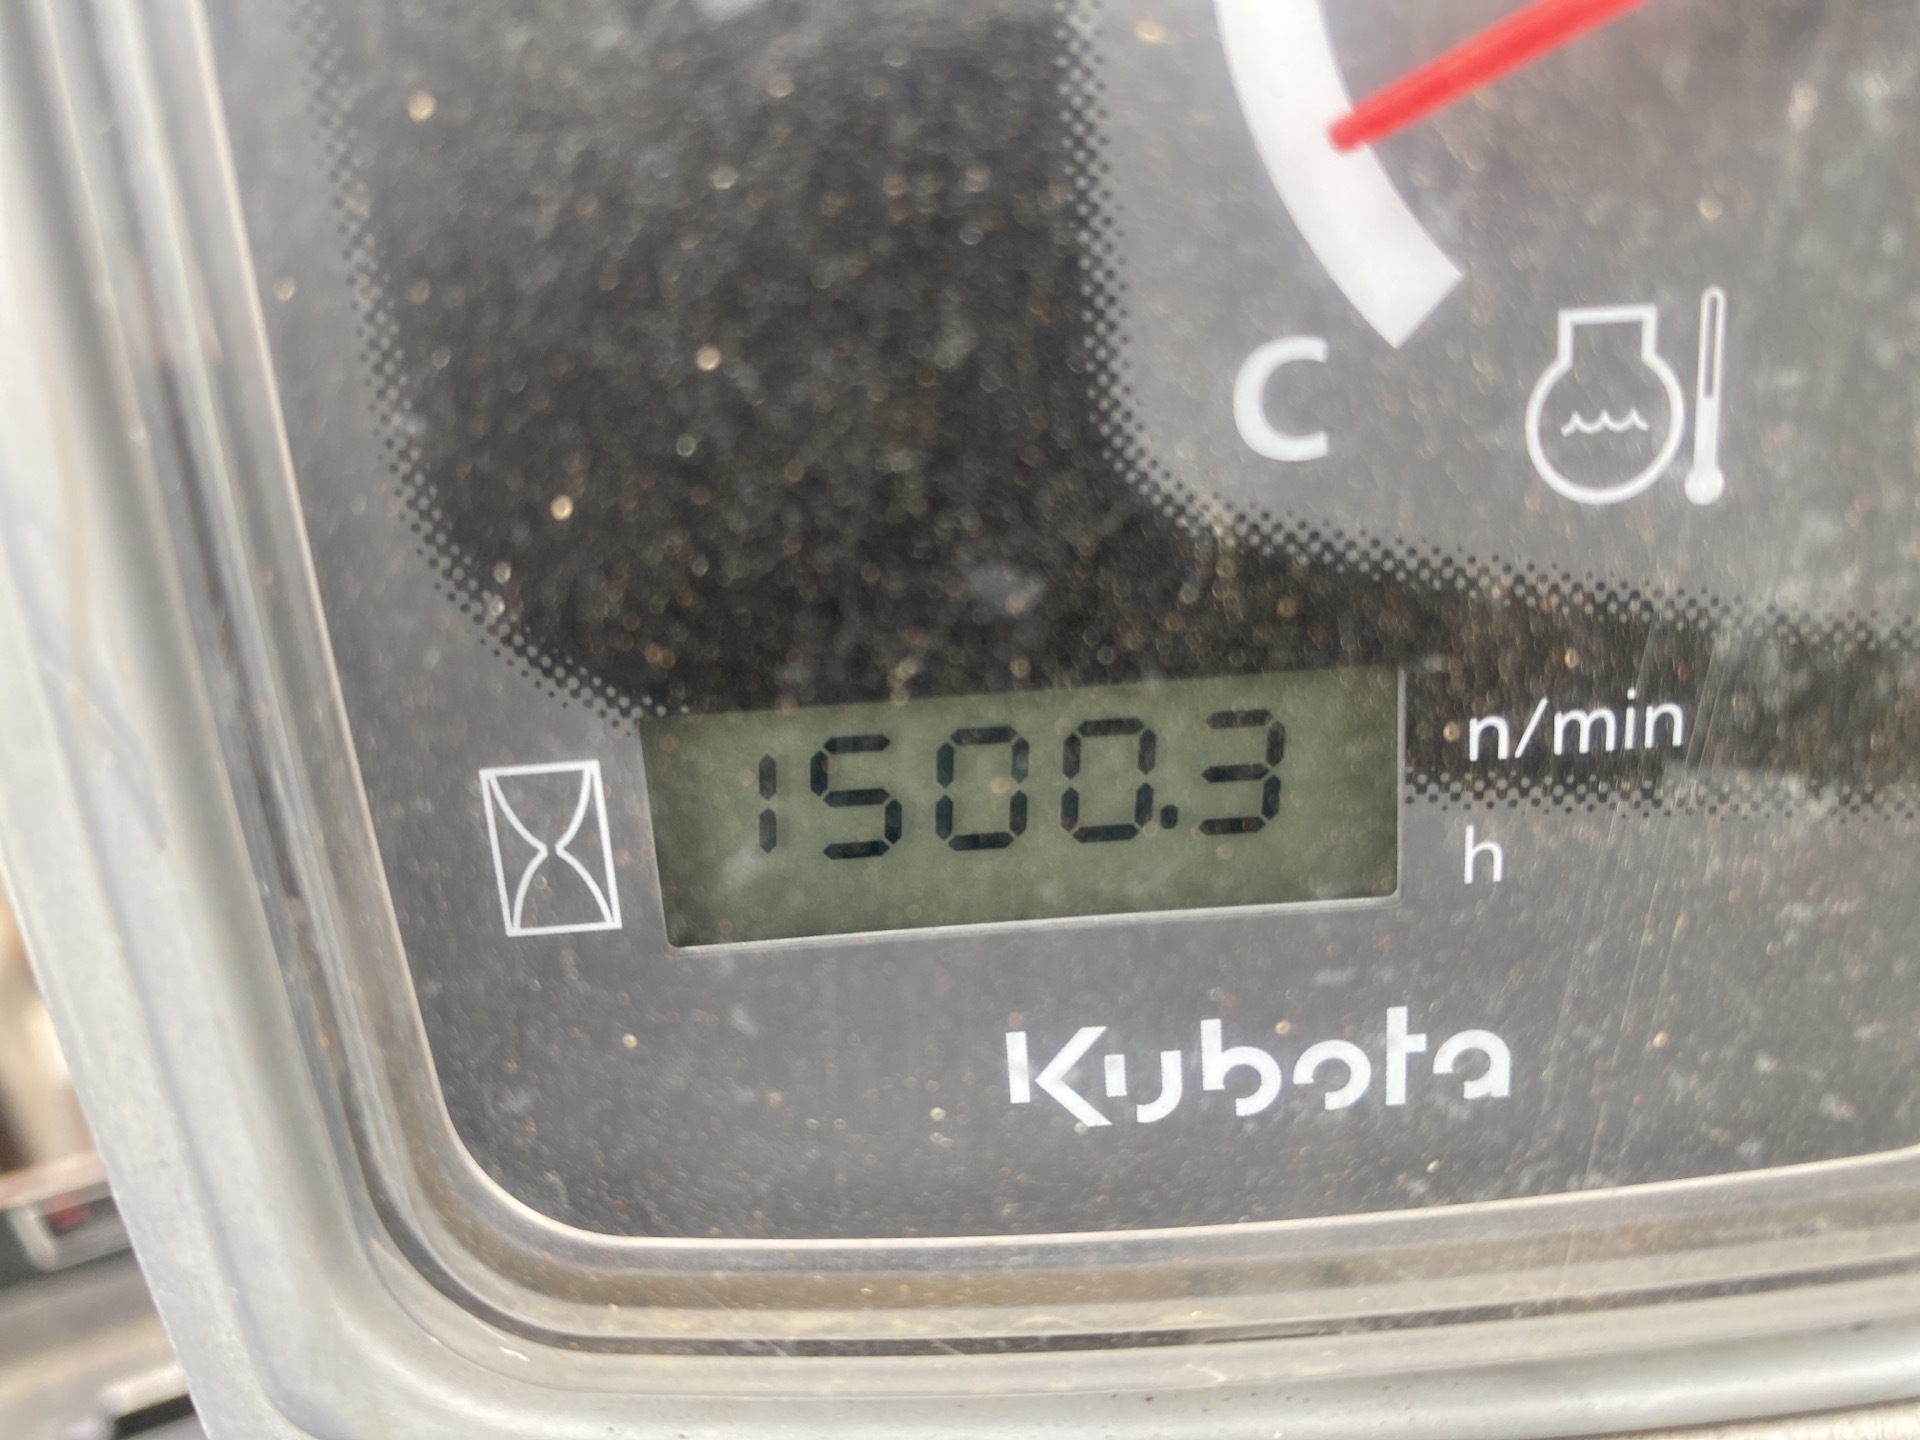 C
1500.3
n/min
h
Kubota